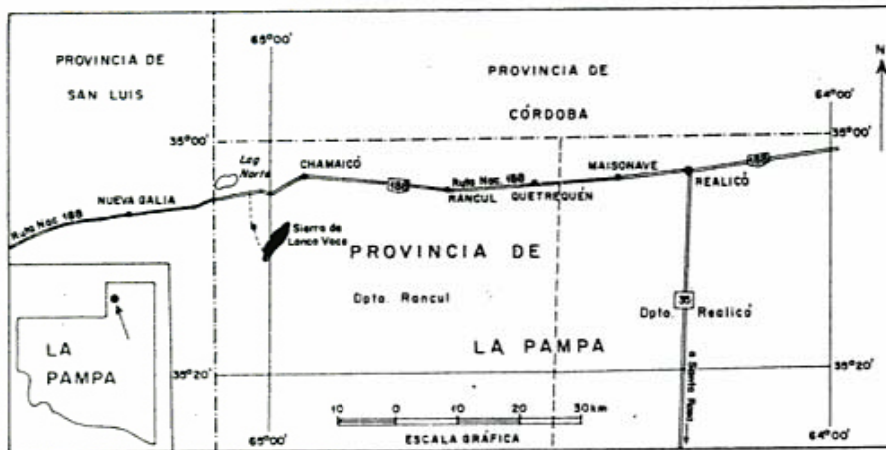 65°00'
N
PROVINCIA DE
SAN LUIS
PROVINCIA DE
CÓRDOBA
64°00'
35°00'
35°00'
Lag Norte
CHAMAICÓ
188
Ruta Nac. 188
RANCUL
QUETREQUÉN
MAISONAVE
REALICÓ
188
NUEVA GALIA
Ruta Nac. 188
Sierra de
Lonco Vaca
PROVINCIA DE
LA PAMPA
Dpto. Rancul
35
Dpto. Realicó
a Santa Rosa
35°20'
35°20'
LA
PAMPA
10 0 10 20 30 km
ESCALA GRÁFICA
65°00'
64°00'